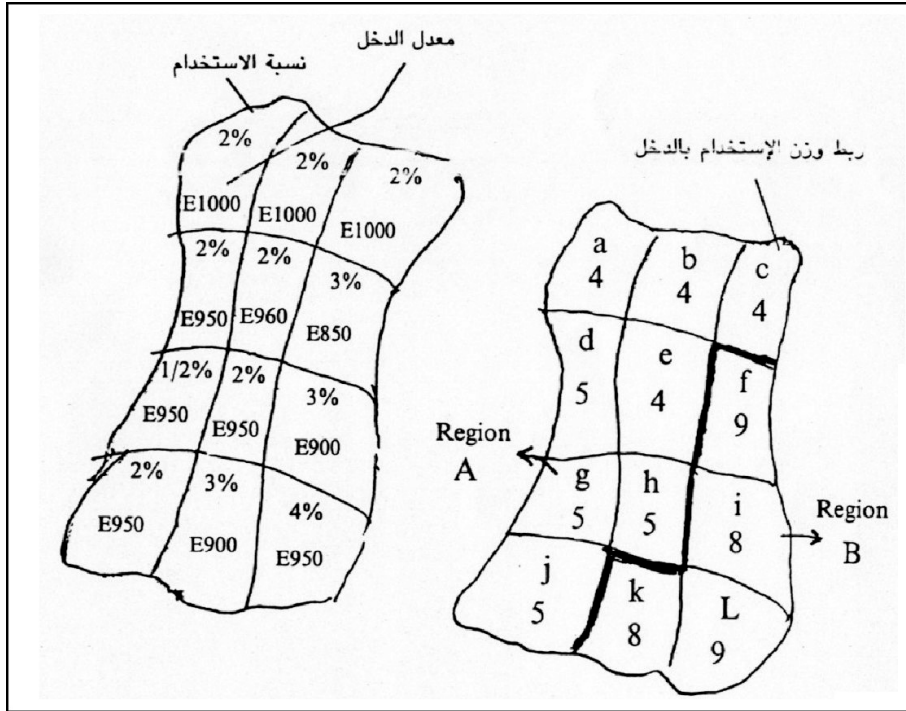 معدل الدخل
نسبة الاستخدام
2%
2%
2%
E1000
E1000
E1000
2%
2%
3%
E950
E960
E850
1/2%
2%
3%
E950
E950
E900
2%
3%
4%
E950
E900
E950
ربط وزن الإستخدام بالدخل
a
4
b
4
c
4
d
5
e
4
f
9
Region
A
g
5
h
5
i
8
Region
B
j
5
k
8
L
9